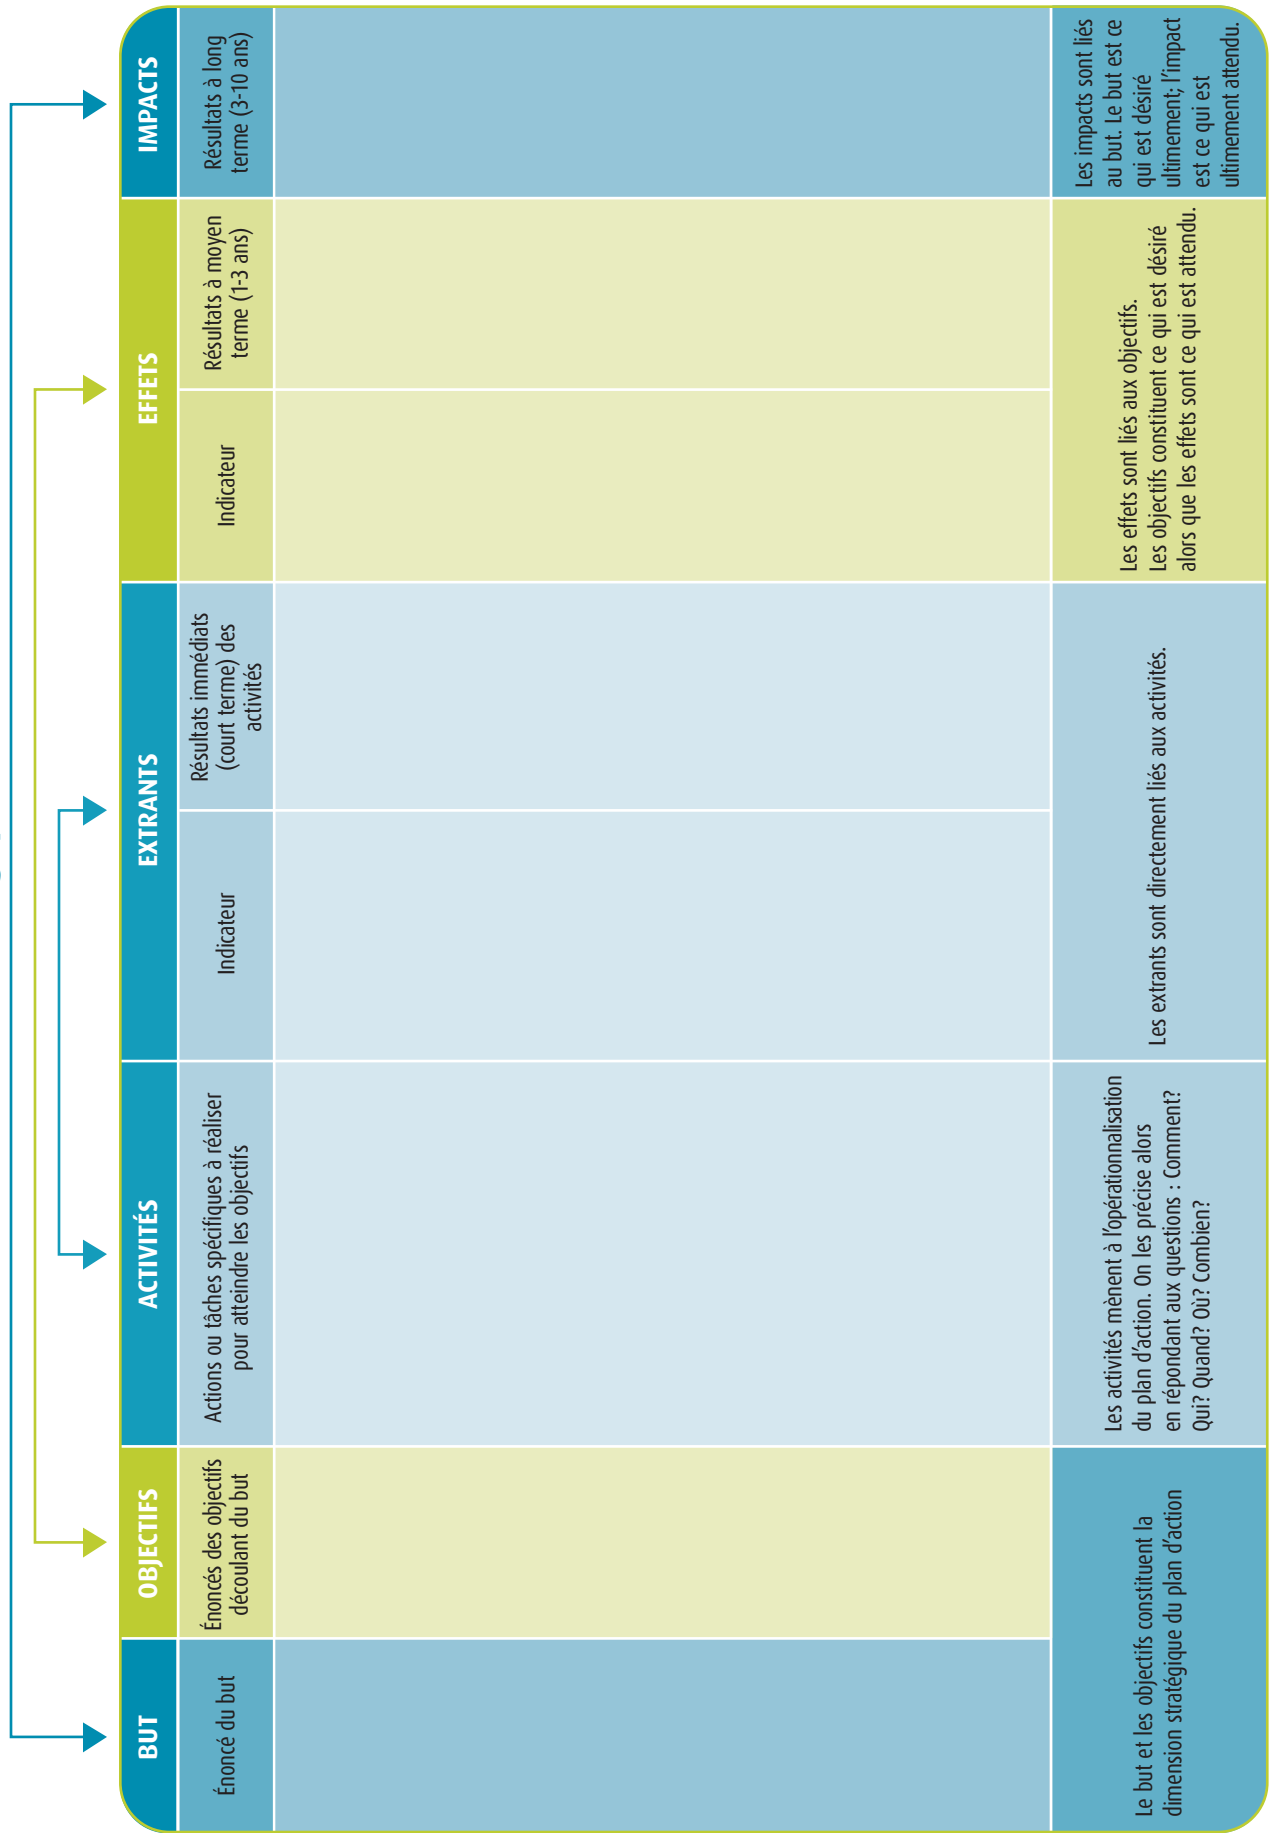 BUT
OBJECTIFS
ACTIVITÉS
EXTRANTS
EFFETS
IMPACTS
Énoncé du but
Énoncés des objectifs
découlant du but
Actions ou tâches spécifiques à réaliser
pour atteindre les objectifs
Indicateur
Résultats immédiats
(court terme) des
activités
Indicateur
Résultats à moyen
terme (1-3 ans)
Résultats à long
terme (3-10 ans)
Le but et les objectifs constituent la
dimension stratégique du plan d'action
Les activités mènent à l'opérationnalisation
du plan d'action. On les précise alors
en répondant aux questions : Comment?
Qui? Quand? Où? Combien?
Les extrants sont directement liés aux activités.
Les effets sont liés aux objectifs.
Les objectifs constituent ce qui est désiré
alors que les effets sont ce qui est attendu.
Les impacts sont liés
au but. Le but est ce
qui est désiré
ultimement; l'impact
est ce qui est
ultimement attendu.